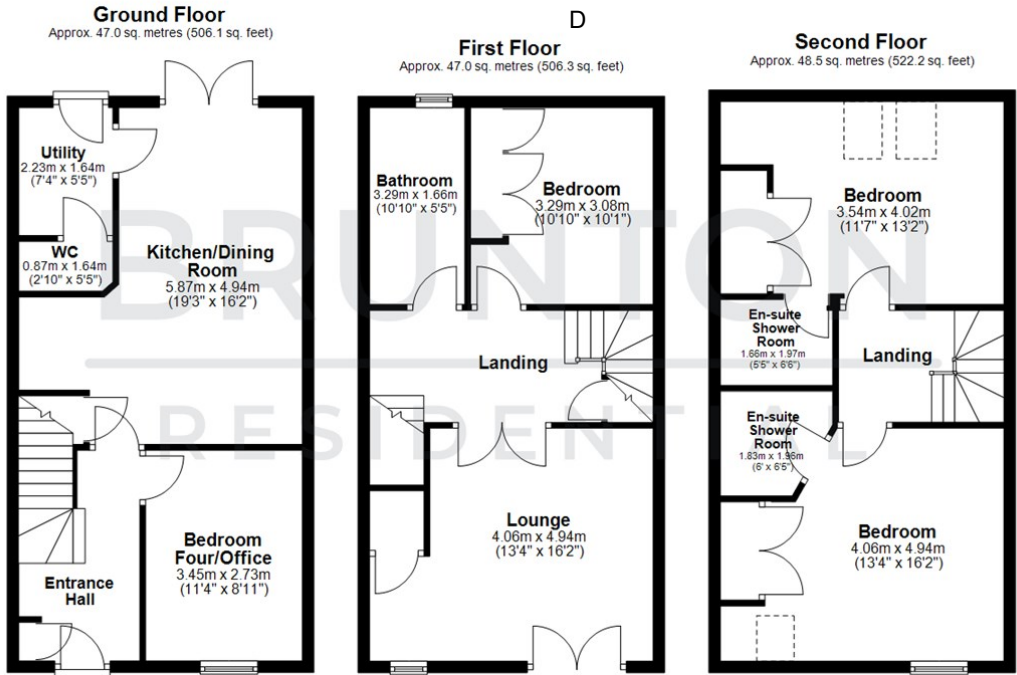 Ground Floor
Approx. 47.0 sq. metres (506.1 sq. feet)
Utility
2.23m x 1.64m
(7'4" x 5'5")
WC
0.87m x 1.64m
(2'10" x 5'5")
Kitchen/Dining
Room
5.87m x 4.94m
(19'3" x 16'2")
Bedroom
Four/Office
3.45m x 2.73m
(11'4" x 8'11")
Entrance
Hall
D
First Floor
Approx. 47.0 sq. metres (506.3 sq. feet)
Bathroom
3.29m x 1.66m
(10'10" x 5'5")
Bedroom
3.29m x 3.08m
(10'10" x 10'1")
Landing
Lounge
4.06m x 4.94m
(13'4" x 16'2")
Second Floor
Approx. 48.5 sq. metres (522.2 sq. feet)
Bedroom
3.54m x 4.02m
(11'7" x 13'2")
En-suite
Shower
Room
1.66m x 1.97m
(5'5" x 6'6")
Landing
En-suite
Shower
Room
1.83m x 1.96m
(6' x 6'5")
Bedroom
4.06m x 4.94m
(13'4" x 16'2")
BRUNTON
RESIDENTIAL